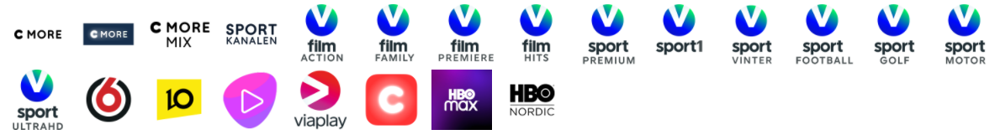 C MORE
C MORE
C MORE
MIX
SPORT
KANALEN
V
film
ACTION
V
film
FAMILY
V
film
PREMIERE
V
film
HITS
V
sport
PREMIUM
V
sport1
V
sport
VINTER
V
sport
FOOTBALL
V
sport
GOLF
V
sport
MOTOR
V
sport
ULTRAHD
6
10
viaplay
C
HBO
max
HBO
NORDIC